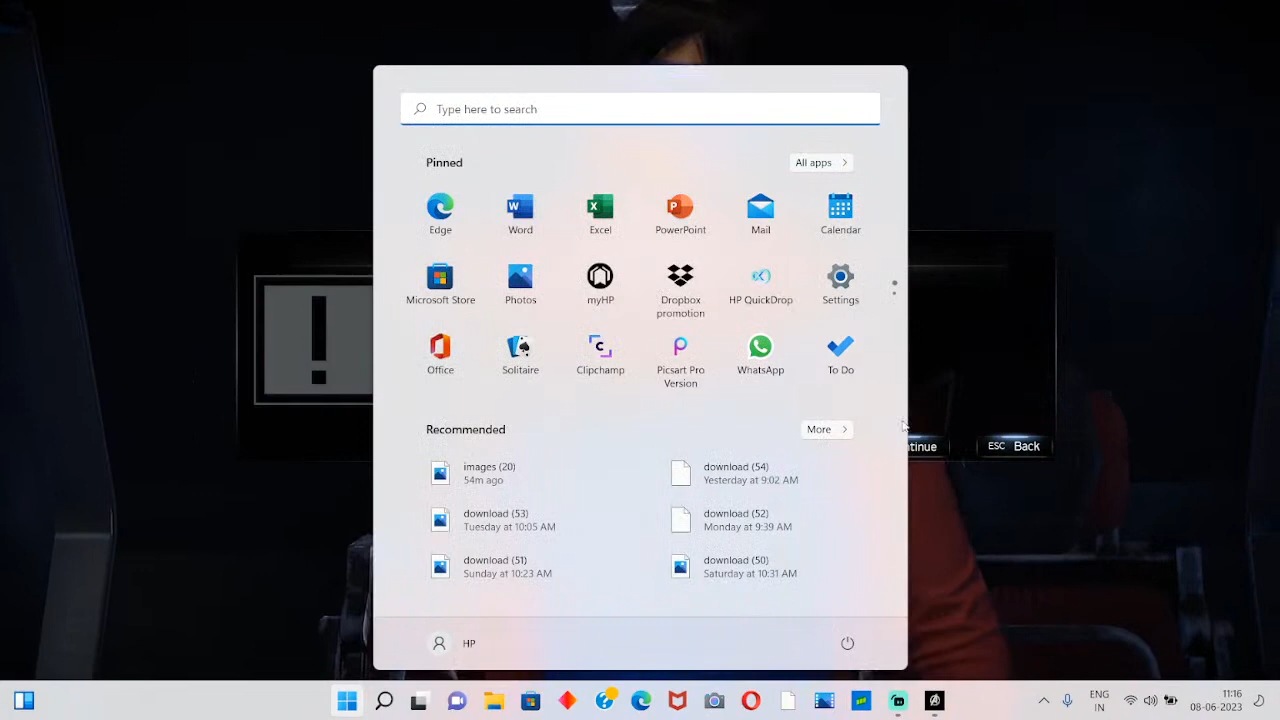 Type here to search
Pinned
All apps
Edge
Word
Excel
PowerPoint
Mail
Calendar
Microsoft Store
Photos
myHP
Dropbox
promotion
HP QuickDrop
Settings
Office
Solitaire
Clipchamp
Picsart Pro
Version
WhatsApp
To Do
!
Recommended
More
tinue
ESC Back
images (20)
54m ago
download (54)
Yesterday at 9:02 AM
download (53)
Tuesday at 10:05 AM
download (52)
Monday at 9:39 AM
download (51)
Sunday at 10:23 AM
download (50)
Saturday at 10:31 AM
HP
ENG
IN
11:16
08-06-2023